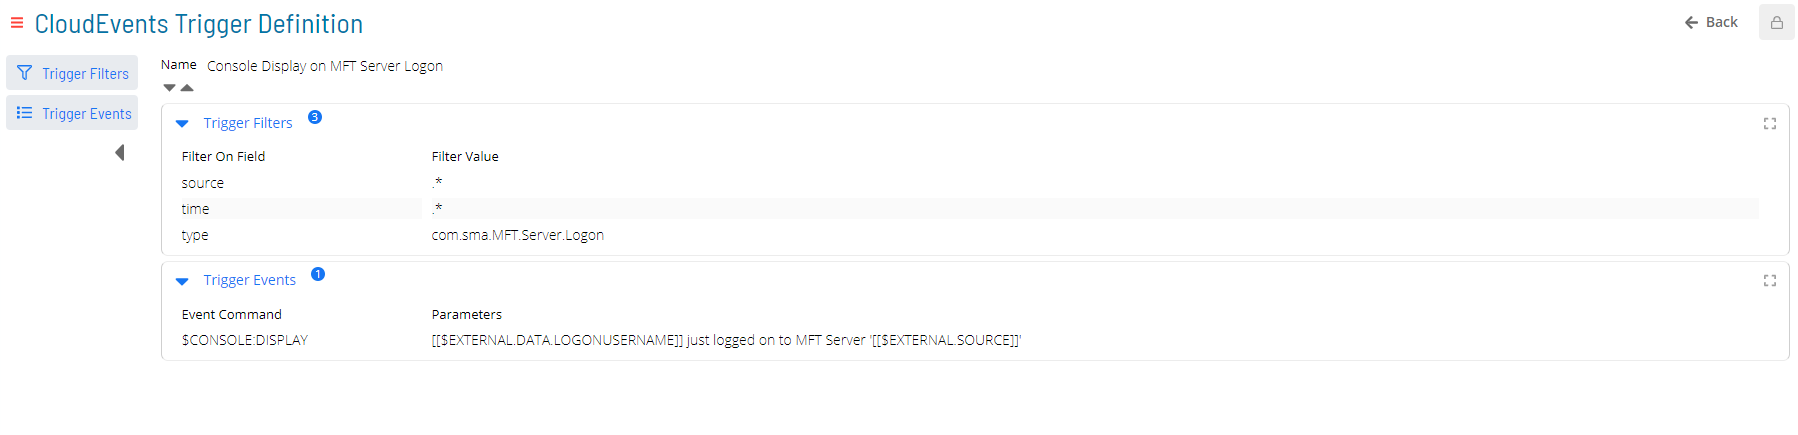 CloudEvents Trigger Definition
Back
Trigger Filters
Trigger Events
Name Console Display on MFT Server Logon
Trigger Filters 3
Filter On Field Filter Value
source .*
time .*
type com.sma.MFT.Server.Logon
Trigger Events 1
Event Command Parameters
$CONSOLE:DISPLAY [[$EXTERNAL.DATA.LOGONUSERNAME]] just logged on to MFT Server '[[$EXTERNAL.SOURCE]]'